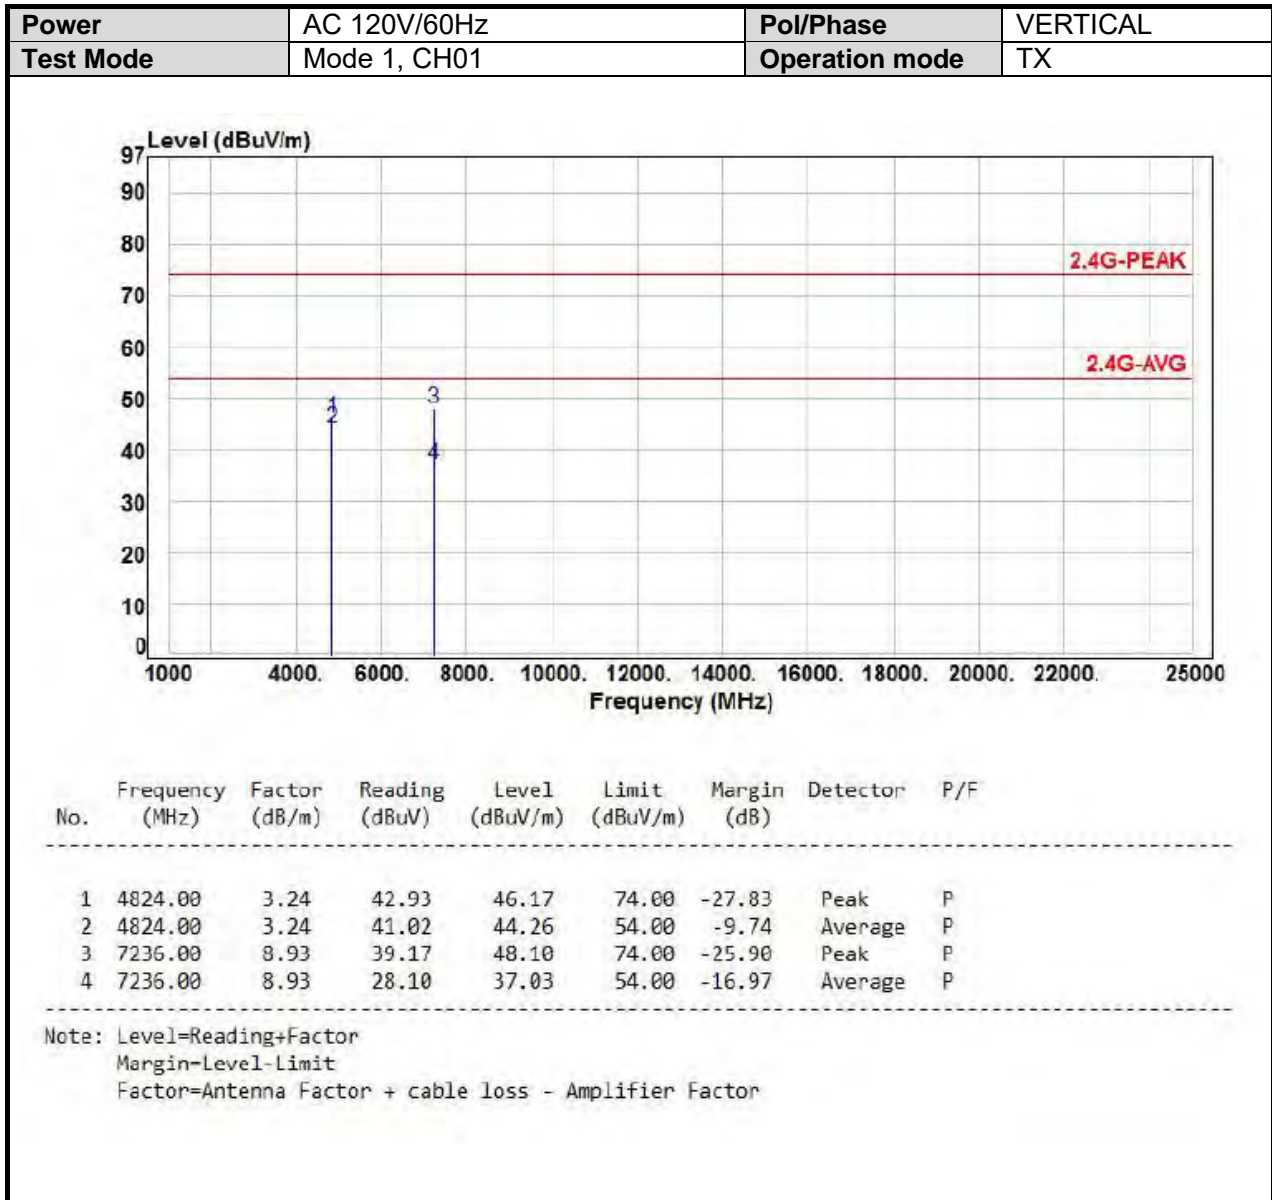 Power AC 120V/60Hz Pol/Phase VERTICAL
Test Mode Mode 1, CH01 Operation mode TX
Level (dBuV/m)
97
90
80
2.4G-PEAK
70
60
2.4G-AVG
50
1
2
3
40
4
30
20
10
0
1000 4000. 6000. 8000. 10000. 12000. 14000. 16000. 18000. 20000. 22000. 25000
Frequency (MHz)
Frequency Factor Reading Level Limit Margin Detector P/F
No. (MHz) (dB/m) (dBuV) (dBuV/m) (dBuV/m) (dB)
1 4824.00 3.24 42.93 46.17 74.00 -27.83 Peak P
2 4824.00 3.24 41.02 44.26 54.00 -9.74 Average P
3 7236.00 8.93 39.17 48.10 74.00 -25.90 Peak P
4 7236.00 8.93 28.10 37.03 54.00 -16.97 Average P
Note: Level=Reading+Factor
Margin=Level-Limit
Factor=Antenna Factor + cable loss - Amplifier Factor